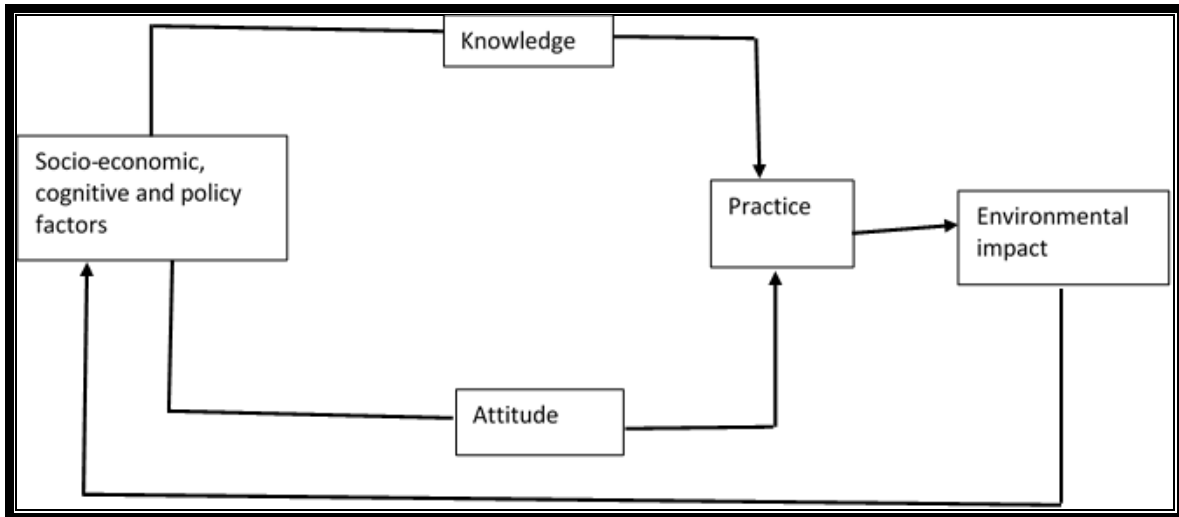 Knowledge
Socio-economic,
cognitive and policy
factors
Practice
Environmental
impact
Attitude